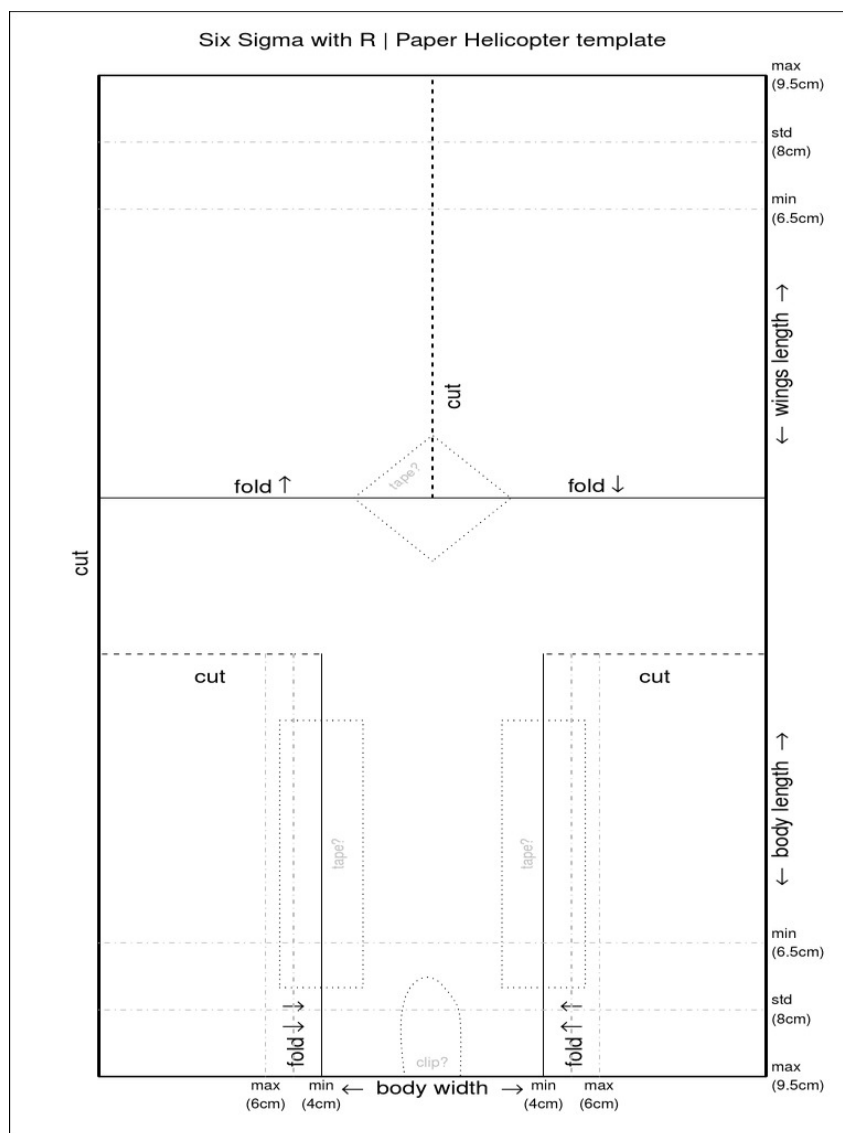 Six Sigma with R | Paper Helicopter template
max
(9.5cm)
std
(8cm)
min
(6.5cm)
← wings length →
cut
tape?
fold ↑
fold ↓
cut
cut
cut
tape?
tape?
← body length →
min
(6.5cm)
std
(8cm)
fold
→
→
fold
←
←
clip?
max
(9.5cm)
max
(6cm)
min
(4cm)
← body width →
min
(4cm)
max
(6cm)